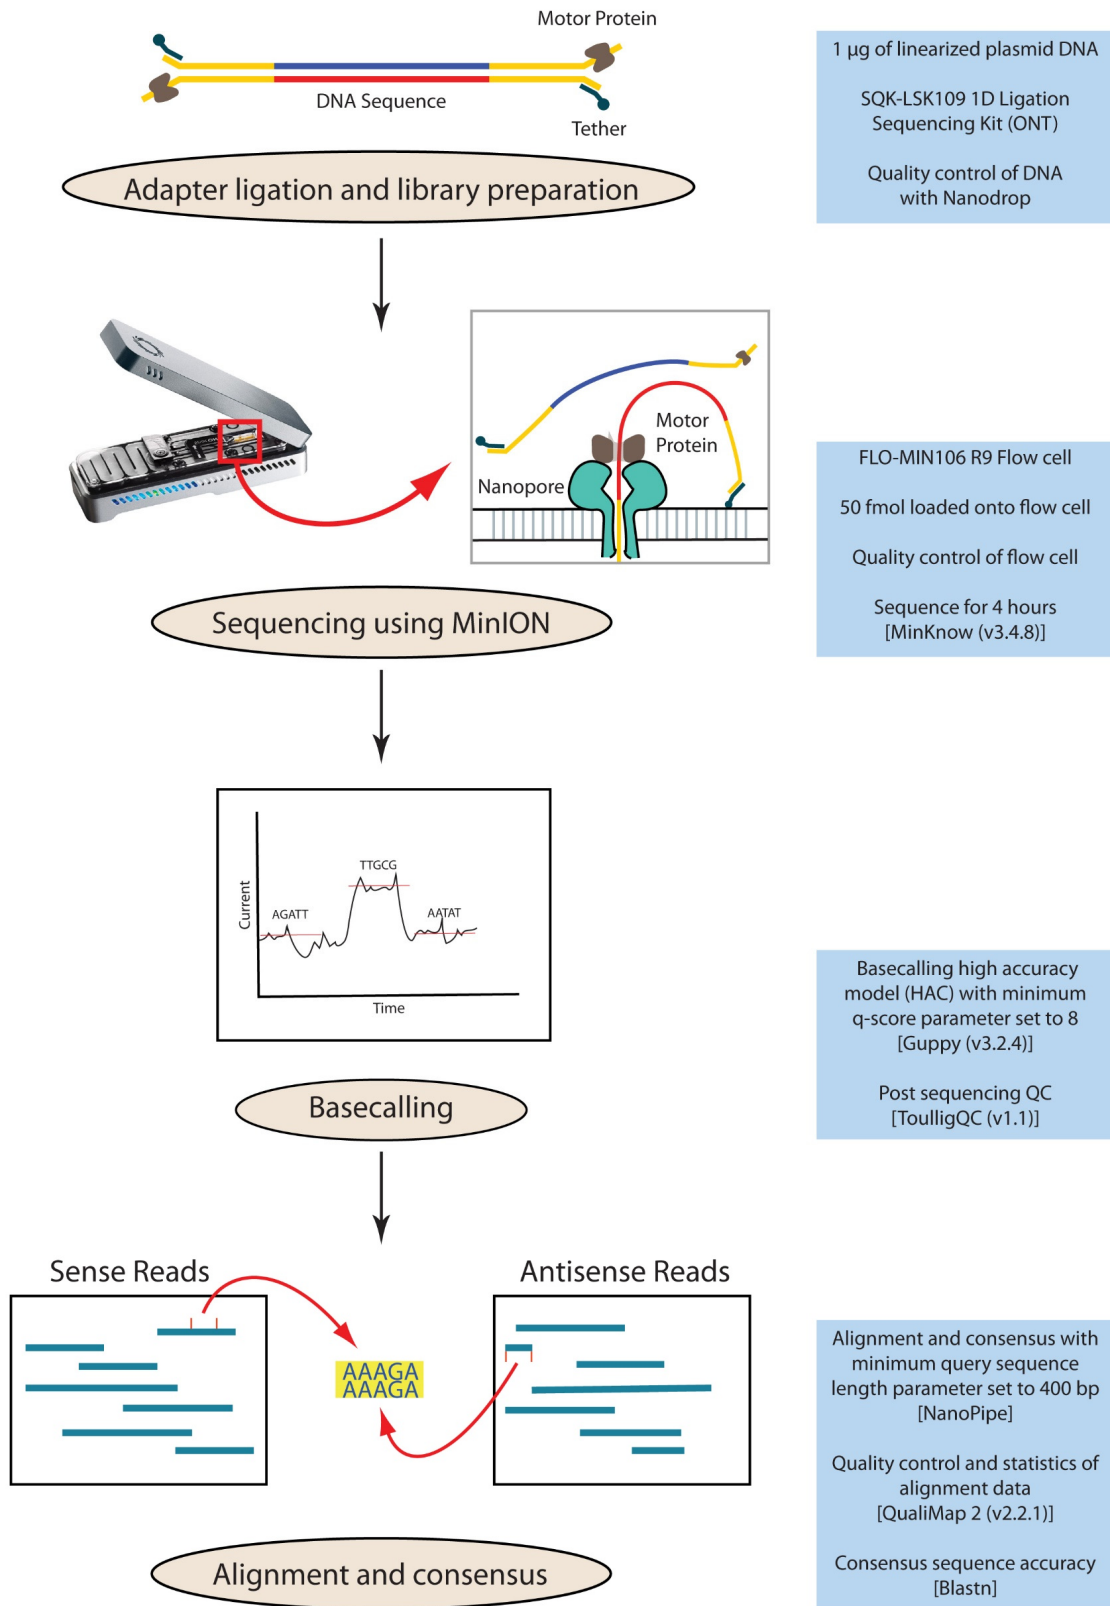 Motor Protein
DNA Sequence
Tether
Adapter ligation and library preparation
1 µg of linearized plasmid DNA
SQK-LSK109 1D Ligation
Sequencing Kit (ONT)
Quality control of DNA
with Nanodrop
Motor
Protein
Nanopore
Sequencing using MinION
FLO-MIN106 R9 Flow cell
50 fmol loaded onto flow cell
Quality control of flow cell
Sequence for 4 hours
[MinKnow (v3.4.8)]
Current
AGATT
TTGCG
AATAT
Time
Basecalling
Basecalling high accuracy
model (HAC) with minimum
q-score parameter set to 8
[Guppy (v3.2.4)]
Post sequencing QC
[ToulligQC (v1.1)]
Sense Reads
Antisense Reads
AAAGA
AAAGA
Alignment and consensus
Alignment and consensus with
minimum query sequence
length parameter set to 400 bp
[NanoPipe]
Quality control and statistics of
alignment data
[QualiMap 2 (v2.2.1)]
Consensus sequence accuracy
[Blastn]